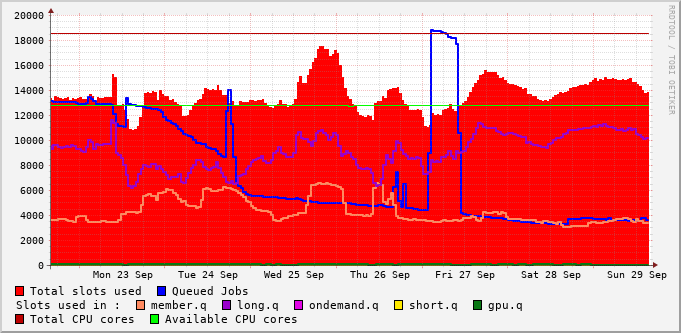 20000
18000
16000
14000
12000
10000
8000
6000
4000
2000
0
Mon 23 Sep Tue 24 Sep Wed 25 Sep Thu 26 Sep Fri 27 Sep Sat 28 Sep Sun 29 Sep
Total slots used Queued Jobs
Slots used in : member.q long.q ondemand.q short.q gpu.q
Total CPU cores Available CPU cores
RRDTOOL / TOBI OETIKER